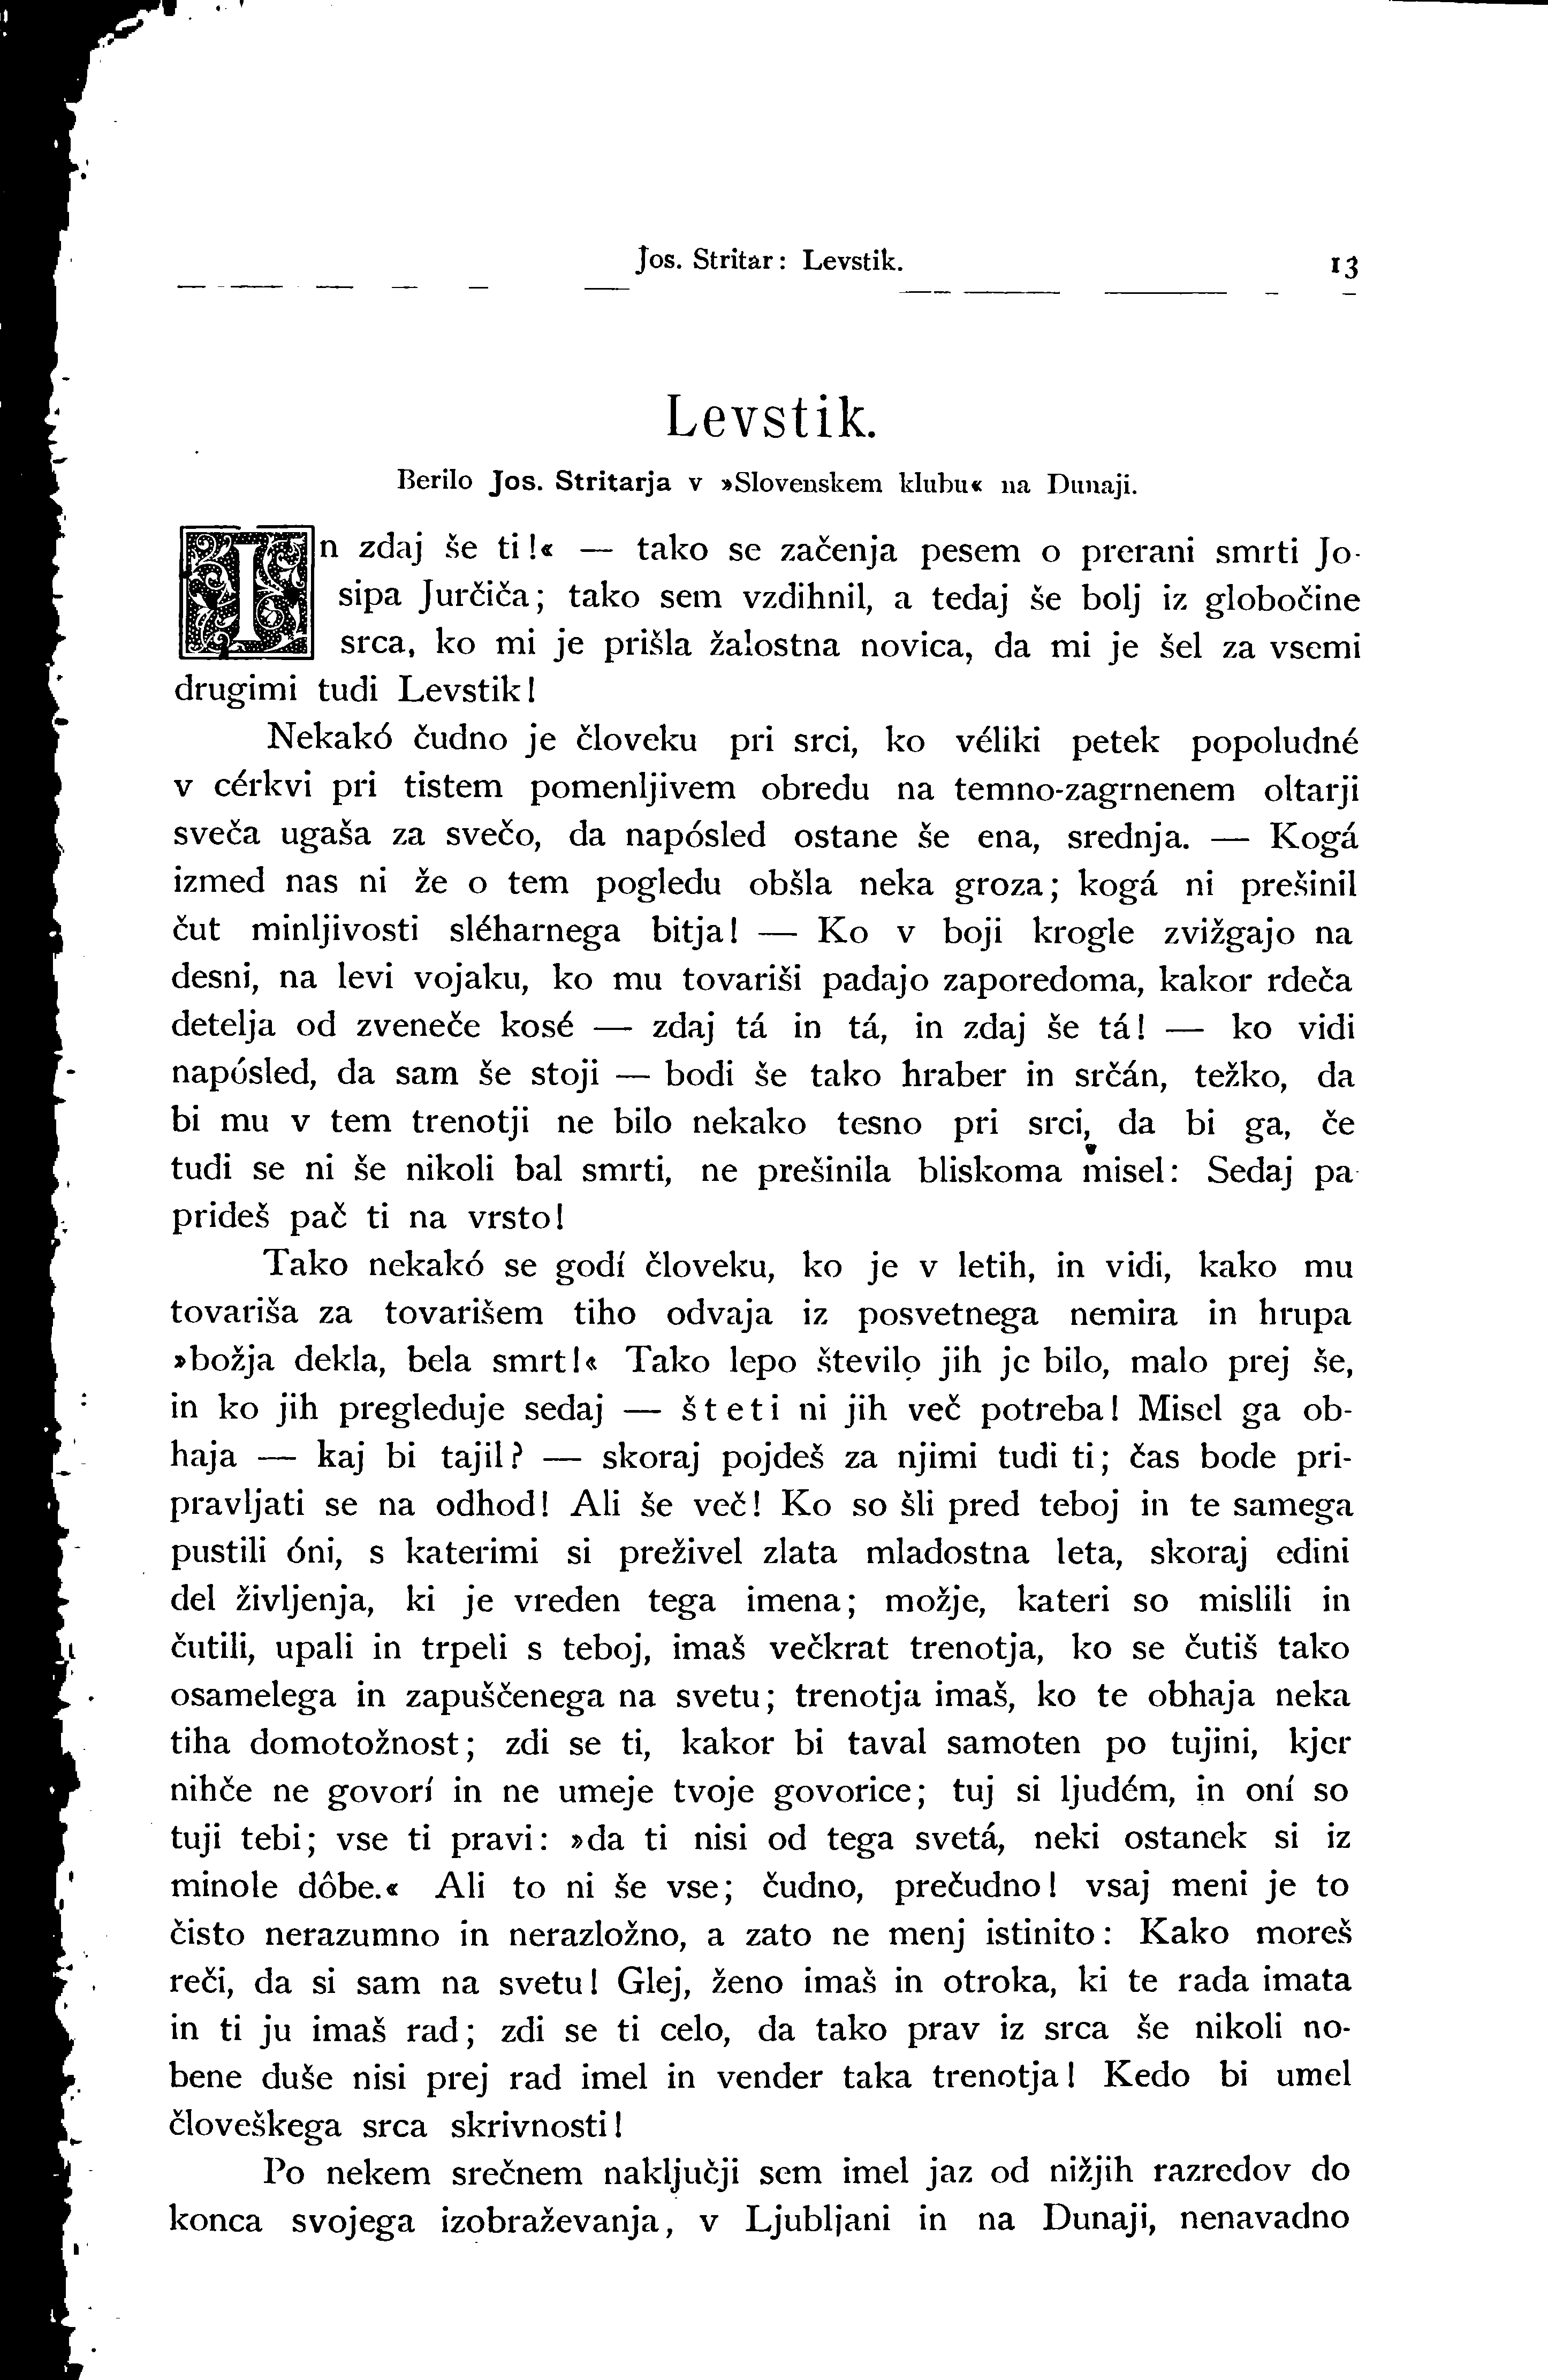 Jos. Stritar: Levstik. 13
Levstik.
Berilo Jos. Stritarja v »Slovenskem klubu« na Dunaji.
In zdaj še ti!« — tako se začenja pesem o prerani smrti Jo-
sipa Jurčiča; tako sem vzdihnil, a tedaj še bolj iz globočine
srca, ko mi je prišla žalostna novica, da mi je šel za vsemi
drugimi tudi Levstik!
Nekakó čudno je človeku pri srci, ko véliki petek popoludné
v cérkvi pri tistem pomenljivem obredu na temno-zagrnenem oltarji
sveča ugaša za svečo, da napósled ostane še ena, srednja. — Kogá
izmed nas ni že o tem pogledu obšla neka groza; kogá ni prešinil
čut minljivosti sléharnega bitja! — Ko v boji krogle zvižgajo na
desni, na levi vojaku, ko mu tovariši padajo zaporedoma, kakor rdeča
detelja od zveneče kosé — zdaj tá in tá, in zdaj še tá! — ko vidi
napósled, da sam še stoji — bodi še tako hraber in srčán, težko, da
bi mu v tem trenotji ne bilo nekako tesno pri srci, da bi ga, če
tudi se ni še nikoli bal smrti, ne prešinila bliskoma misel: Sedaj pa
prideš pač ti na vrsto!
Tako nekakó se godí človeku, ko je v letih, in vidi, kako mu
tovariša za tovarišem tiho odvaja iz posvetnega nemira in hrupa
»božja dekla, bela smrt!« Tako lepo število jih je bilo, malo prej še,
in ko jih pregleduje sedaj — šteti ni jih več potreba! Misel ga ob-
haja — kaj bi tajil? — skoraj pojdeš za njimi tudi ti; čas bode pri-
pravljati se na odhod! Ali še več! Ko so šli pred teboj in te samega
pustili óni, s katerimi si preživel zlata mladostna leta, skoraj edini
del življenja, ki je vreden tega imena; možje, kateri so mislili in
čutili, upali in trpeli s teboj, imaš večkrat trenotja, ko se čutiš tako
osamelega in zapuščenega na svetu; trenotja imaš, ko te obhaja neka
tiha domotožnost; zdi se ti, kakor bi taval samoten po tujini, kjer
nihče ne govorí in ne umeje tvoje govorice; tuj si ljudém, in oní so
tuji tebi; vse ti pravi: »da ti nisi od tega svetá, neki ostanek si iz
minole dôbe.« Ali to ni še vse; čudno, prečudno! vsaj meni je to
čisto nerazumno in nerazložno, a zato ne menj istinito: Kako moreš
reči, da si sam na svetu! Glej, ženo imaš in otroka, ki te rada imata
in ti ju imaš rad; zdi se ti celo, da tako prav iz srca še nikoli no-
bene duše nisi prej rad imel in vender taka trenotja! Kedo bi umel
človeškega srca skrivnosti!
Po nekem srečnem naključji sem imel jaz od nižjih razredov do
konca svojega izobraževanja, v Ljubljani in na Dunaji, nenavadno